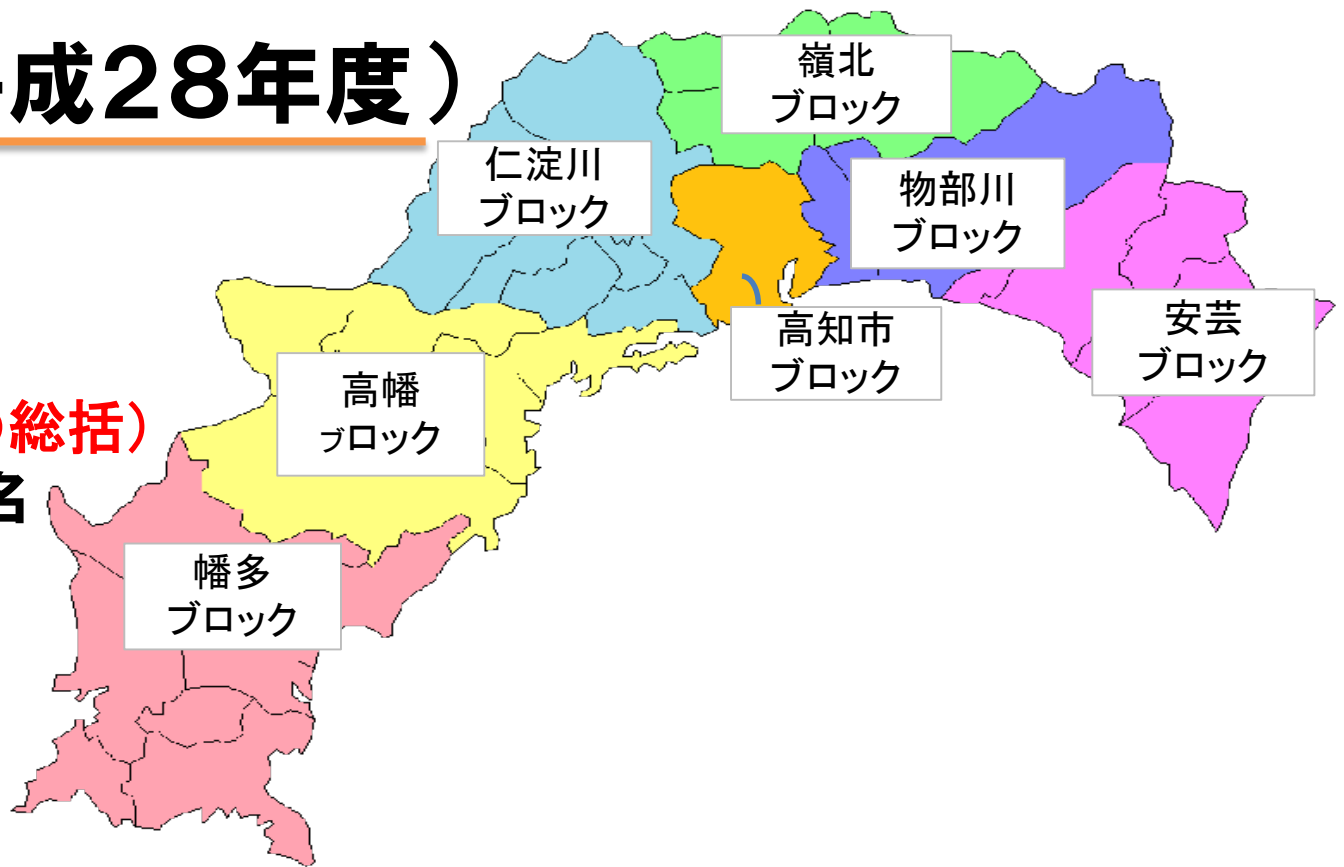 成28年度）
嶺北
ブロック
仁淀川
ブロック
物部川
ブロック
高知市
ブロック
安芸
ブロック
高幡
ブロック
総括）
名
幡多
ブロック